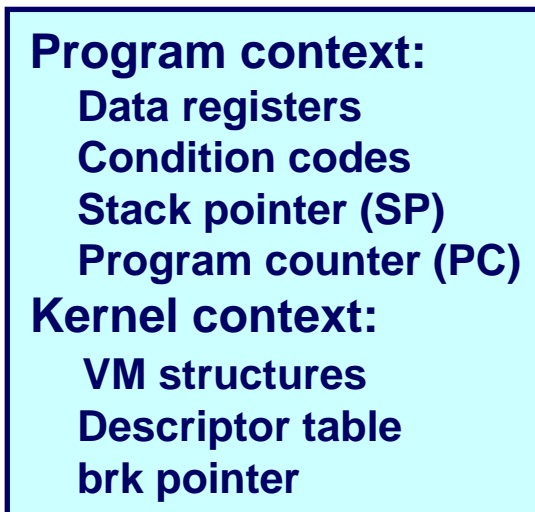 Program context:
Data registers
Condition codes
Stack pointer (SP)
Program counter (PC)
Kernel context:
VM structures
Descriptor table
brk pointer